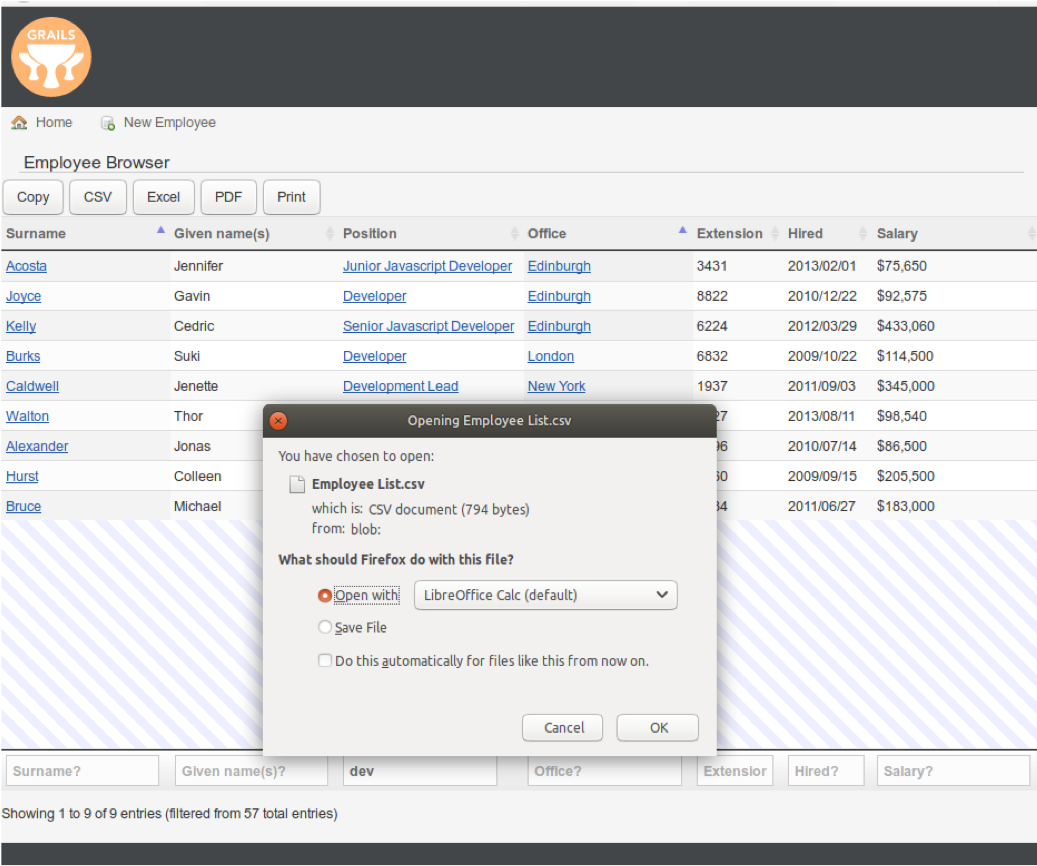 GRAILS
Home New Employee
Employee Browser
Copy CSV Excel PDF Print
Surname Given name(s) Position Office Extension Hired Salary
Acosta Jennifer Junior Javascript Developer Edinburgh 3431 2013/02/01 $75,650
Joyce Gavin Developer Edinburgh 8822 2010/12/22 $92,575
Kelly Cedric Senior Javascript Developer Edinburgh 6224 2012/03/29 $433,060
Burks Suki Developer London 6832 2009/10/22 $114,500
Caldwell Jenette Development Lead New York 1937 2011/09/03 $345,000
Walton Thor 2013/08/11 $98,540
Alexander Jonas 2010/07/14 $86,500
Hurst Colleen 2009/09/15 $205,500
Bruce Michael 2011/06/27 $183,000
Opening Employee List.csv
You have chosen to open:
Employee List.csv
which is: CSV document (794 bytes)
from: blob:
What should Firefox do with this file?
Open with LibreOffice Calc (default)
Save File
Do this automatically for files like this from now on.
Cancel OK
Surname? Given name(s)? dev Office? Extension Hired? Salary?
Showing 1 to 9 of 9 entries (filtered from 57 total entries)